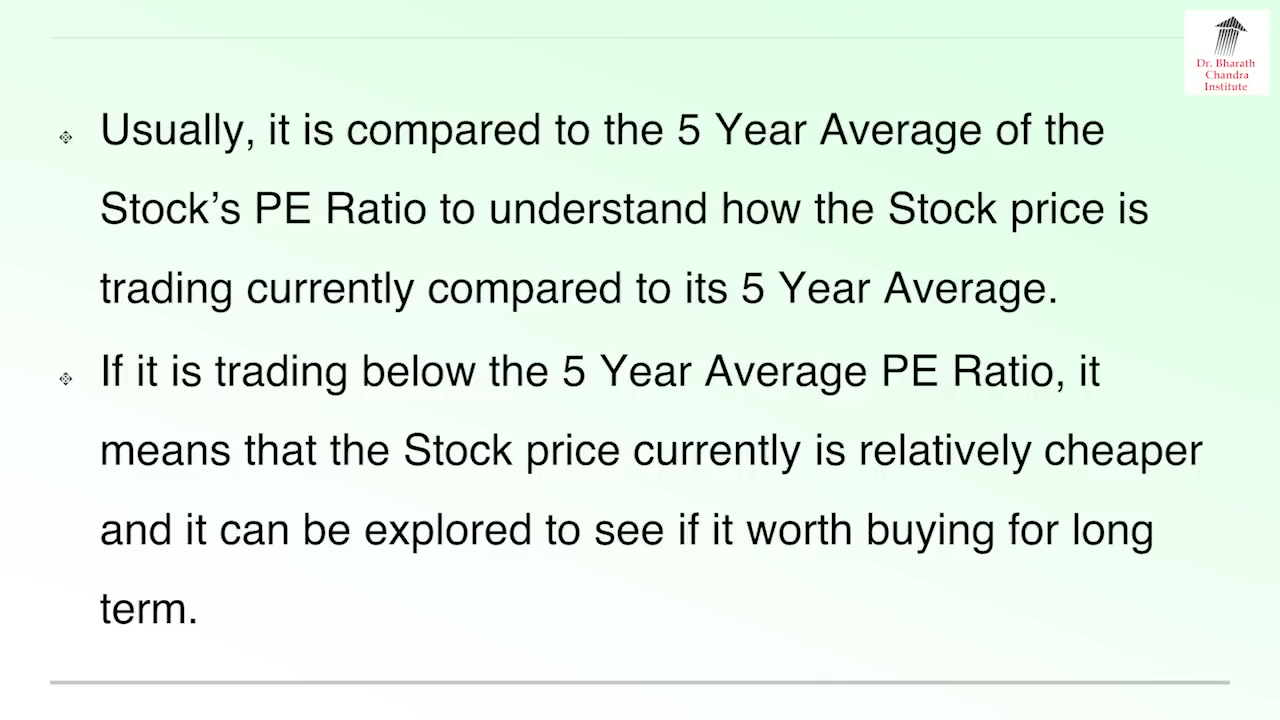 Dr. Bharath
Chandra
Institute
Usually, it is compared to the 5 Year Average of the
Stock’s PE Ratio to understand how the Stock price is
trading currently compared to its 5 Year Average.
If it is trading below the 5 Year Average PE Ratio, it
means that the Stock price currently is relatively cheaper
and it can be explored to see if it worth buying for long
term.